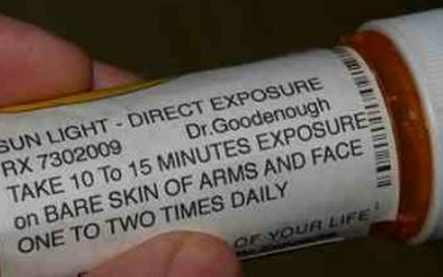 SUN LIGHT - DIRECT EXPOSURE
RX 7302009 Dr.Goodenough
TAKE 10 To 15 MINUTES EXPOSURE
on BARE SKIN OF ARMS AND FACE
ONE TO TWO TIMES DAILY
OF YOUR LIFE